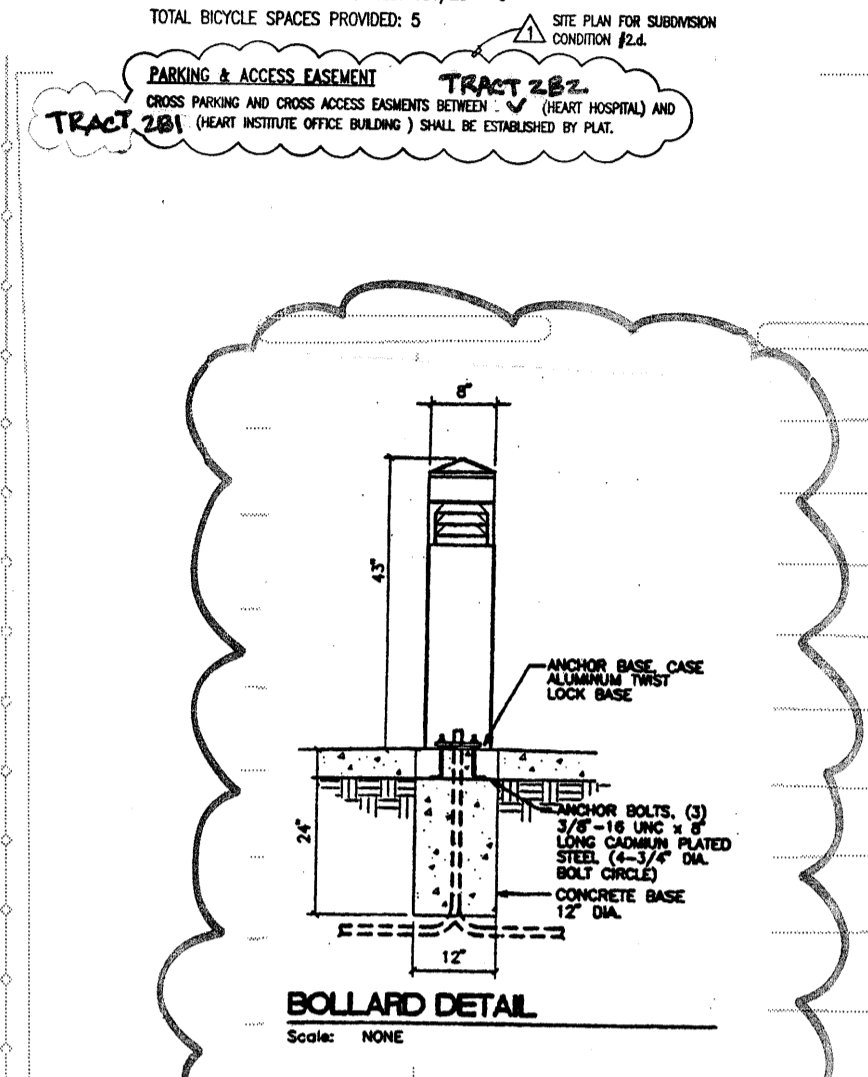 TOTAL BICYCLE SPACES PROVIDED: 5
1
SITE PLAN FOR SUBDIVISION
CONDITION #2.d.
PARKING & ACCESS EASEMENT
TRACT 2B2
CROSS PARKING AND CROSS ACCESS EASMENTS BETWEEN (HEART HOSPITAL) AND
TRACT 2B1 (HEART INSTITUTE OFFICE BUILDING ) SHALL BE ESTABLISHED BY PLAT.
8"
43"
ANCHOR BASE, CASE
ALUMINUM TWIST
LOCK BASE
24"
ANCHOR BOLTS, (3)
3/8"-16 UNC x 8"
LONG CADMIUN PLATED
STEEL (4-3/4" DIA.
BOLT CIRCLE)
CONCRETE BASE
12" DIA.
12"
BOLLARD DETAIL
Scale: NONE